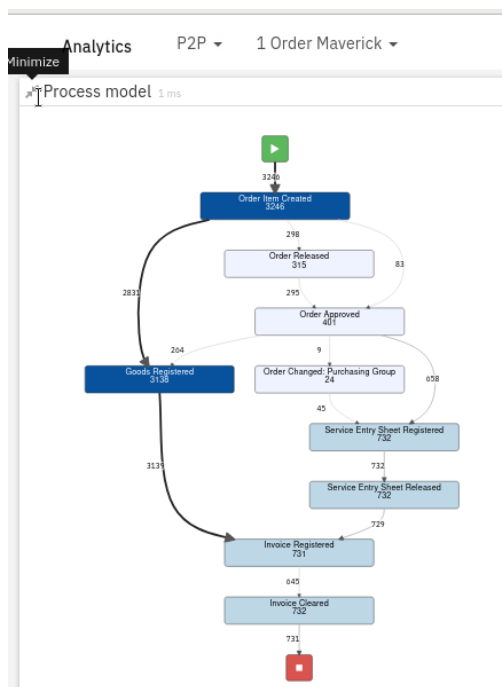 Analytics P2P 1 Order Maverick
Minimize
Process model 1 ms
3246
Order Item Created
3246
298
83
Order Released
315
2831
295
Order Approved
401
264
9
658
Goods Registered
3138
Order Changed: Purchasing Group
24
45
Service Entry Sheet Registered
732
3139
732
Service Entry Sheet Released
732
729
Invoice Registered
731
645
Invoice Cleared
732
731